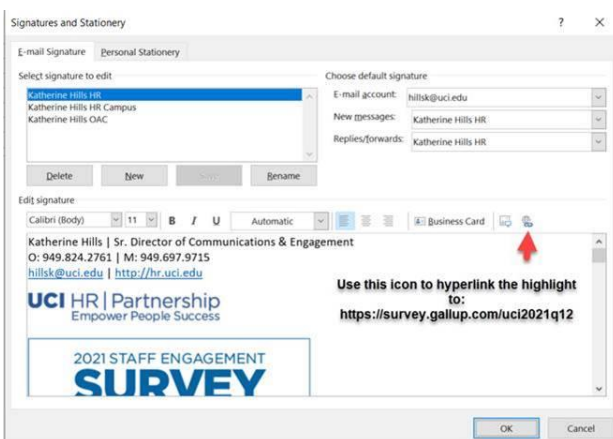 Signatures and Stationery
? ×
E-mail Signature Personal Stationery
Select signature to edit
Choose default signature
Katherine Hills HR
Katherine Hills HR Campus
Katherine Hills OAC
E-mail account: hillsk@uci.edu
New messages: Katherine Hills HR
Replies/forwards: Katherine Hills HR
Delete New Save Rename
Edit signature
Calibri (Body) 11 B I U Automatic Business Card
Katherine Hills | Sr. Director of Communications & Engagement
O: 949.824.2761 | M: 949.697.9715
hillsk@uci.edu | http://hr.uci.edu
Use this icon to hyperlink the highlight
to:
https://survey.gallup.com/uci2021q12
UCI HR | Partnership
Empower People Success
2021 STAFF ENGAGEMENT
SURVEY
OK Cancel